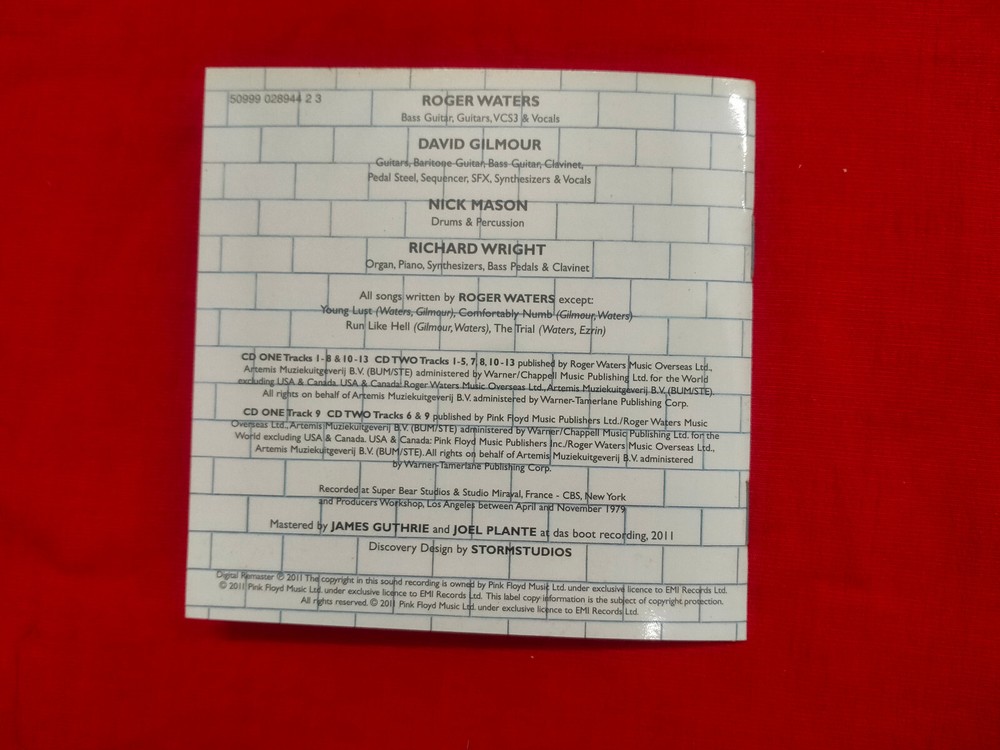 50999 028944 2 3
ROGER WATERS
Bass Guitar, Guitars, VCS3 & Vocals
DAVID GILMOUR
Guitars, Baritone Guitar, Bass Guitar, Clavinet,
Pedal Steel, Sequencer, SFX, Synthesizers & Vocals
NICK MASON
Drums & Percussion
RICHARD WRIGHT
Organ, Piano, Synthesizers, Bass Pedals & Clavinet
All songs written by ROGER WATERS except:
Young Lust (Waters, Gilmour), Comfortably Numb (Gilmour, Waters)
Run Like Hell (Gilmour, Waters), The Trial (Waters, Ezrin)
CD ONE Tracks 1-8 & 10-13 CD TWO Tracks 1-5, 7, 8, 10-13 published by Roger Waters Music Overseas Ltd.,
Artemis Muziekuitgeverij B.V. (BUM/STE) administered by Warner/Chappell Music Publishing Ltd. for the World
excluding USA & Canada. USA & Canada: Roger Waters Music Overseas Ltd., Artemis Muziekuitgeverij B.V. (BUM/STE).
All rights on behalf of Artemis Muziekuitgeverij B.V. administered by Warner-Tamerlane Publishing Corp.
CD ONE Track 9 CD TWO Tracks 6 & 9 published by Pink Floyd Music Publishers Ltd./Roger Waters Music
Overseas Ltd., Artemis Muziekuitgeverij B.V. (BUM/STE) administered by Warner/Chappell Music Publishing Ltd. for the
World excluding USA & Canada. USA & Canada: Pink Floyd Music Publishers Inc./Roger Waters Music Overseas Ltd.,
Artemis Muziekuitgeverij B.V. (BUM/STE). All rights on behalf of Artemis Muziekuitgeverij B.V. administered
by Warner-Tamerlane Publishing Corp.
Recorded at Super Bear Studios & Studio Miraval, France - CBS, New York
and Producers Workshop, Los Angeles between April and November 1979
Mastered by JAMES GUTHRIE and JOEL PLANTE at das boot recording, 2011
Discovery Design by STORMSTUDIOS
Digital Remaster ℗ 2011 The copyright in this sound recording is owned by Pink Floyd Music Ltd. under exclusive licence to EMI Records Ltd.
© 2011 Pink Floyd Music Ltd. under exclusive licence to EMI Records Ltd. This label copy information is the subject of copyright protection.
All rights reserved. © 2011 Pink Floyd Music Ltd. under exclusive licence to EMI Records Ltd.